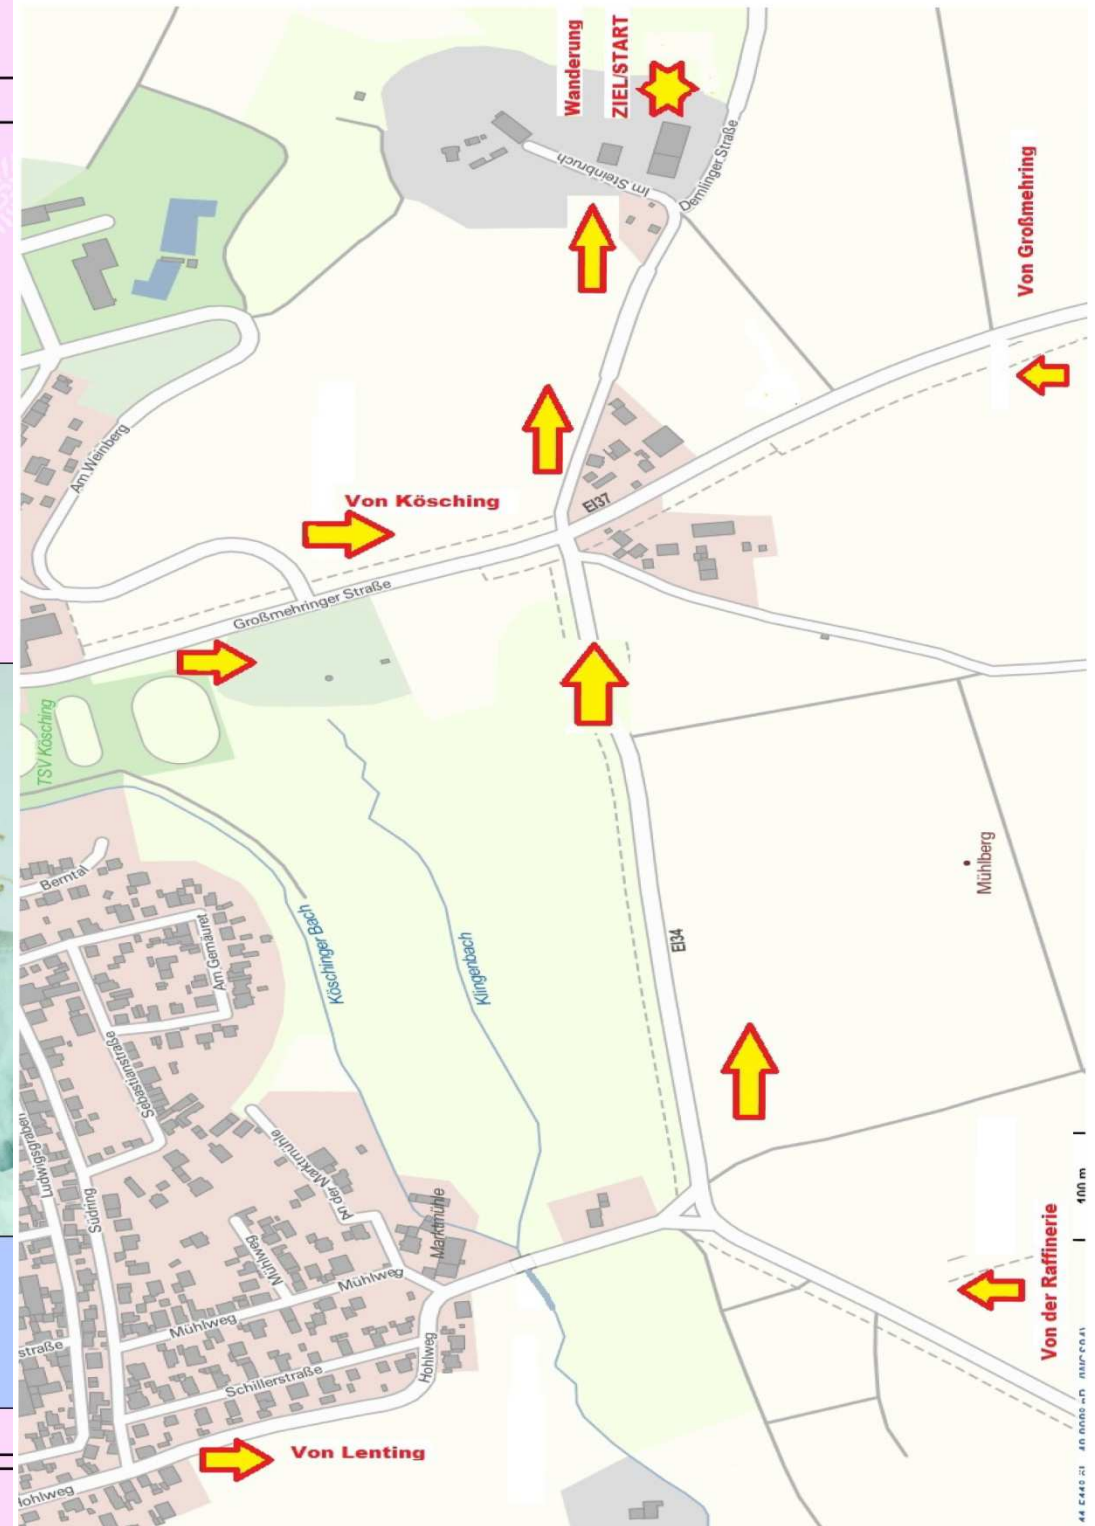 Wanderung
ZIEL/START
Im Steinbruch
Demlinger Straße
Von Großmehring
Am Weinberg
Von Kösching
EI37
Großmehringer Straße
TSV Kösching
Berntal
Am Gemäuret
Köschinger Bach
Klingenbach
EI34
Mühlberg
Sebastianstraße
Ludwigsgraben
Südring
An der Marktmühle
Marktmühle
Mühlweg
Mühlweg
Mühlweg
straße
Schillerstraße
Hohlweg
Von Lenting
Hohlweg
100 m
Von der Raffinerie